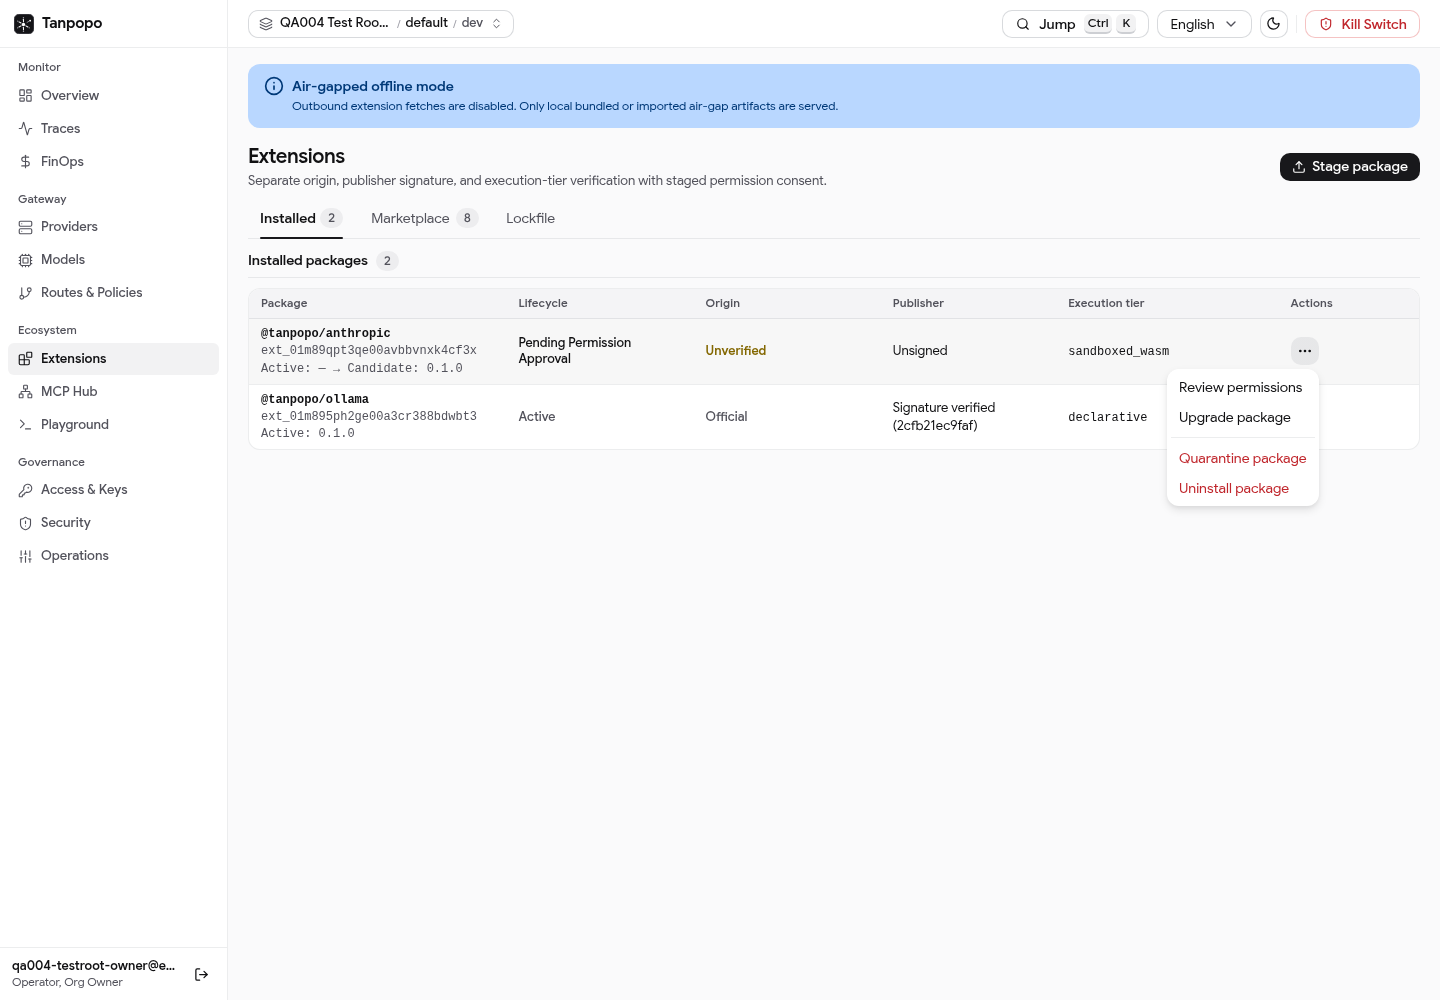 Tanpopo
QA004 Test Roo... / default / dev
Jump Ctrl K
English
Kill Switch
Monitor
Overview
Traces
FinOps
Gateway
Providers
Models
Routes & Policies
Ecosystem
Extensions
MCP Hub
Playground
Governance
Access & Keys
Security
Operations
qa004-testroot-owner@e...
Operator, Org Owner
Air-gapped offline mode
Outbound extension fetches are disabled. Only local bundled or imported air-gap artifacts are served.
Extensions
Separate origin, publisher signature, and execution-tier verification with staged permission consent.
Stage package
Installed 2 Marketplace 8 Lockfile
Installed packages 2
Package Lifecycle Origin Publisher Execution tier Actions
@tanpopo/anthropic
ext_01m89qpt3qe00avbbvnxk4cf3x
Active: — → Candidate: 0.1.0
Pending Permission
Approval
Unverified
Unsigned
sandboxed_wasm
@tanpopo/ollama
ext_01m895ph2ge00a3cr388bdwbt3
Active: 0.1.0
Active
Official
Signature verified
(2cfb21ec9faf)
declarative
Review permissions
Upgrade package
Quarantine package
Uninstall package